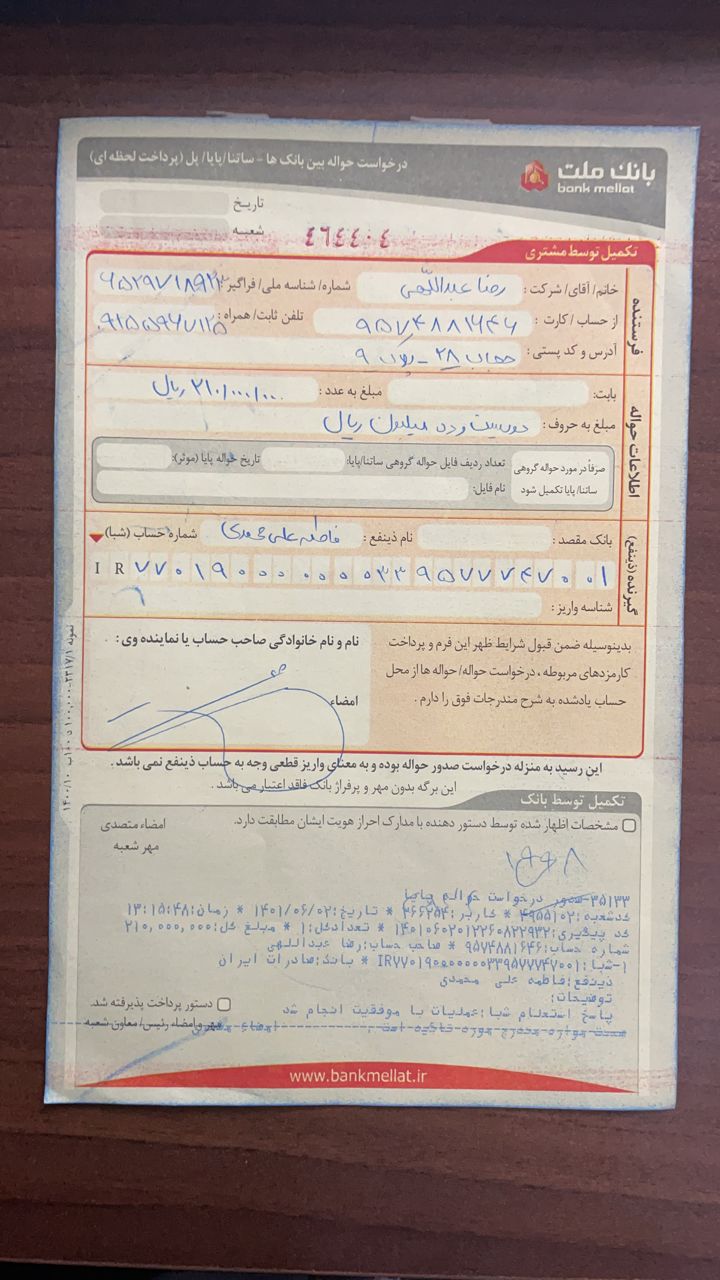 بانک ملت
bank mellat
درخواست حواله بین بانک ها - ساتنا/پایا/ پل (پرداخت لحظه ای)
تاریخ
شعبه
۴۶۴۴۰۴
تکمیل توسط مشتری
فرستنده
خانم/ آقای/ شرکت : رضا عبداللهی شماره/ شناسه ملی/ فراگیر :
از حساب / کارت : ۹۵۷۴۸۸۱۶۴۶ تلفن ثابت/ همراه :
آدرس و کد پستی : حجاب ۲۸ - پلاک ۹
اطلاعات حواله
بابت: مبلغ به عدد : ۲۱۰/۰۰۰/۰۰۰ ریال
مبلغ به حروف : دویست و ده میلیون ریال
صرفاً در مورد حواله گروهی ساتنا/ پایا تکمیل شود
تعداد ردیف فایل حواله گروهی ساتنا/پایا: تاریخ حواله پایا (موثر):
نام فایل:
گیرنده (ذینفع)
بانک مقصد : نام ذینفع : فاطمه علی محمدی شماره حساب (شبا)
IR ۷۷۰۱۹۰۰۰۰۰۰۰۳۳۹۵۷۷۷۴۷۰۰۱
شناسه واریز :
بدینوسیله ضمن قبول شرایط ظهر این فرم و پرداخت
کارمزدهای مربوطه ، درخواست حواله/ حواله ها از محل
حساب یادشده به شرح مندرجات فوق را دارم .
نام و نام خانوادگی صاحب حساب یا نماینده وی :
امضاء
این رسید به منزله درخواست صدور حواله بوده و به معنای واریز قطعی وجه به حساب ذینفع نمی باشد .
این برگه بدون مهر و پرفراژ بانک فاقد اعتبار می باشد .
تکمیل توسط بانک
مشخصات اظهار شده توسط دستور دهنده با مدارک احراز هویت ایشان مطابقت دارد.
امضاء متصدی
مهر شعبه
۳۵۱۳۳-صدور درخواست حواله پایا
کدشعبه:۴۹۵۵۱۰۲ * کاربر:۳۶۶۲۵۴ * تاریخ:۱۴۰۱/۰۶/۰۲ * زمان:۱۳:۱۵:۴۸
کد پیگیری:۱۴۰۱۰۶۰۲۰۱۲۲۶۰۸۲۲۹۳۲ * تعدادکل:۱ * مبلغ کل:۲۱۰,۰۰۰,۰۰۰
شماره حساب:۹۵۷۴۸۸۱۶۴۶ * صاحب حساب:رضا عبداللهی
۱-شبا:IR۷۷۰۱۹۰۰۰۰۰۰۰۳۳۹۵۷۷۷۴۷۰۰۱ * بانک:صادرات ایران
ذینفع:فاطمه علی محمدی
توضیحات:
پاسخ استعلام شبا:عملیات با موفقیت انجام شد
صحت موارد مندرج مورد تائید است . امضاء مشتری
دستور پرداخت پذیرفته شد.
مهر و امضاء رئیس/ معاون شعبه
www.bankmellat.ir